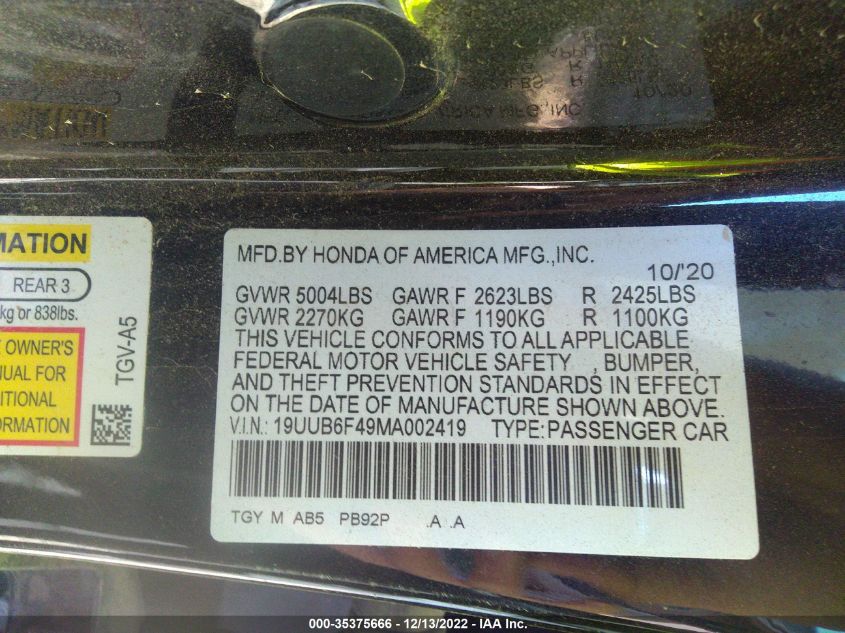 MATION
REAR 3
kg or 838lbs.
OWNER'S
UAL FOR
ITIONAL
ORMATION
TGV-A5
MFD.BY HONDA OF AMERICA MFG.,INC.
10/'20
GVWR 5004LBS GAWR F 2623LBS R 2425LBS
GVWR 2270KG GAWR F 1190KG R 1100KG
THIS VEHICLE CONFORMS TO ALL APPLICABLE
FEDERAL MOTOR VEHICLE SAFETY , BUMPER,
AND THEFT PREVENTION STANDARDS IN EFFECT
ON THE DATE OF MANUFACTURE SHOWN ABOVE.
V.I.N.: 19UUB6F49MA002419 TYPE:PASSENGER CAR
TGY M AB5 PB92P .A .A
000-35375666 - 12/13/2022 - IAA Inc.